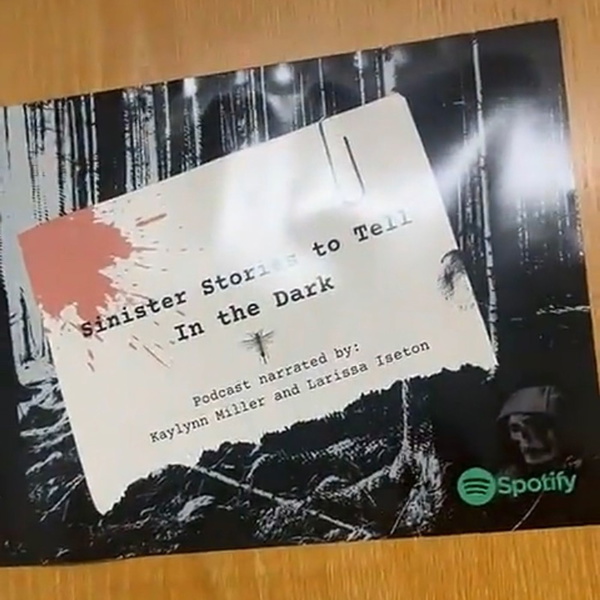 Sinister Stories to Tell
In the Dark
Podcast narrated by:
Kaylynn Miller and Larissa Iseton
Spotify